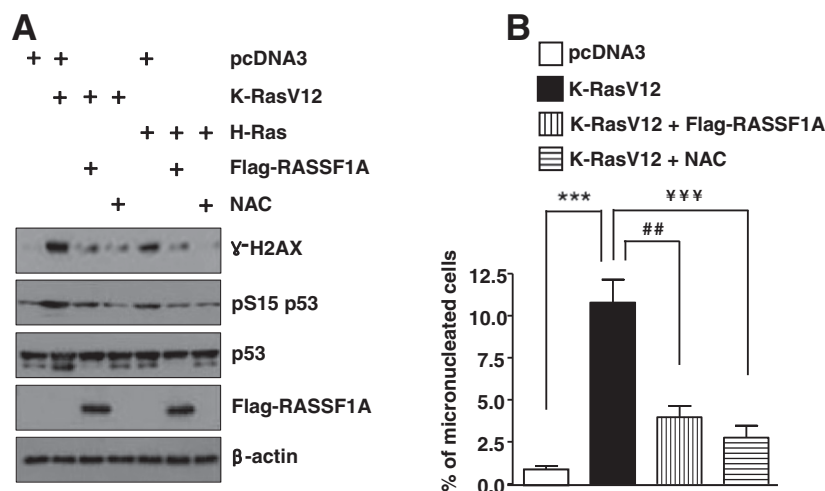 A
+ + + pcDNA3
+ + + K-RasV12
+ + + H-Ras
+ + Flag-RASSF1A
+ + NAC
ɣ-H2AX
pS15 p53
p53
Flag-RASSF1A
β-actin
B
pcDNA3
K-RasV12
K-RasV12 + Flag-RASSF1A
K-RasV12 + NAC
*** ¥¥¥
##
% of micronucleated cells
12.5
10.0
7.5
5.0
2.5
0.0